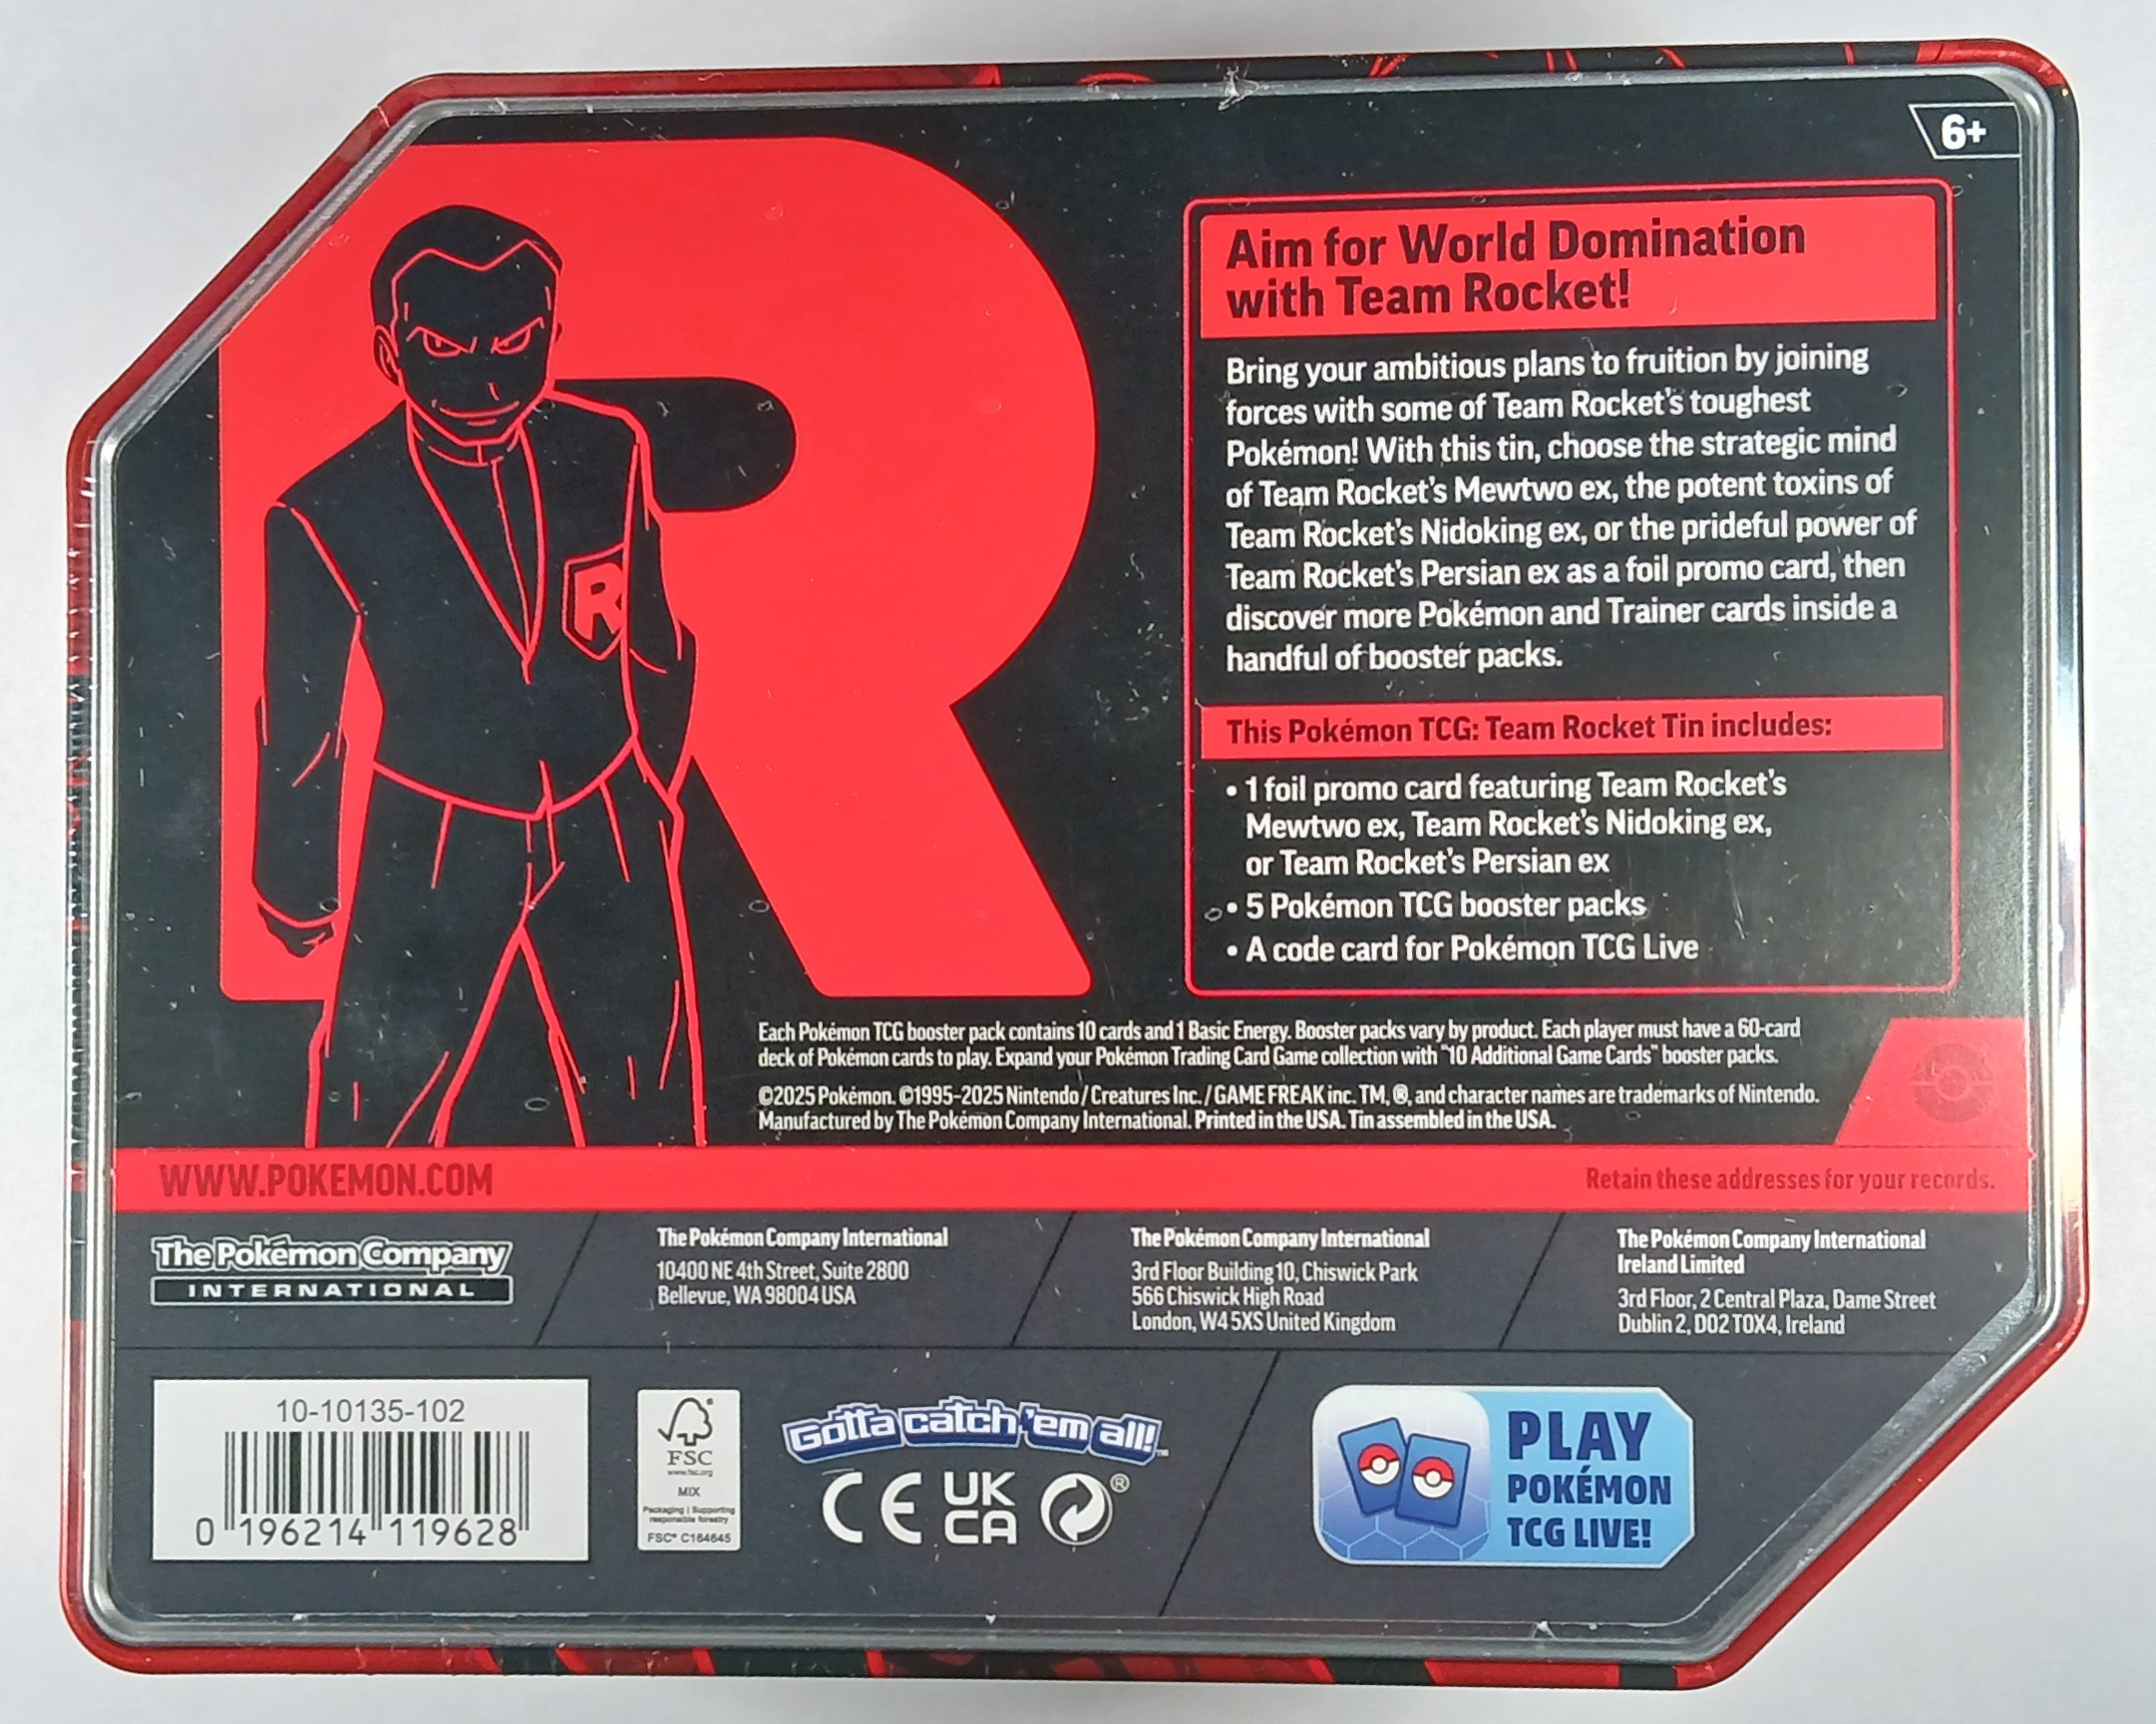 6+
Aim for World Domination
with Team Rocket!
Bring your ambitious plans to fruition by joining
forces with some of Team Rocket's toughest
Pokémon! With this tin, choose the strategic mind
of Team Rocket's Mewtwo ex, the potent toxins of
Team Rocket's Nidoking ex, or the prideful power of
Team Rocket's Persian ex as a foil promo card, then
discover more Pokémon and Trainer cards inside a
handful of booster packs.
R
This Pokémon TCG: Team Rocket Tin includes:
• 1 foil promo card featuring Team Rocket's
Mewtwo ex, Team Rocket's Nidoking ex,
or Team Rocket's Persian ex
• 5 Pokémon TCG booster packs
• A code card for Pokémon TCG Live
Each Pokémon TCG booster pack contains 10 cards and 1 Basic Energy. Booster packs vary by product. Each player must have a 60-card
deck of Pokémon cards to play. Expand your Pokémon Trading Card Game collection with "10 Additional Game Cards" booster packs.
©2025 Pokémon. ©1995–2025 Nintendo / Creatures Inc. / GAME FREAK inc. TM, ®, and character names are trademarks of Nintendo.
Manufactured by The Pokémon Company International. Printed in the USA. Tin assembled in the USA.
WWW.POKEMON.COM
Retain these addresses for your records.
The Pokémon Company
INTERNATIONAL
The Pokémon Company International
10400 NE 4th Street, Suite 2800
Bellevue, WA 98004 USA
The Pokémon Company International
3rd Floor Building 10, Chiswick Park
566 Chiswick High Road
London, W4 5XS United Kingdom
The Pokémon Company International
Ireland Limited
3rd Floor, 2 Central Plaza, Dame Street
Dublin 2, D02 T0X4, Ireland
10-10135-102
0 196214 119628
FSC
www.fsc.org
MIX
Packaging | Supporting
responsible forestry
FSC® C164645
Gotta catch 'em all!™
CE
UK
CA
®
PLAY
POKÉMON
TCG LIVE!